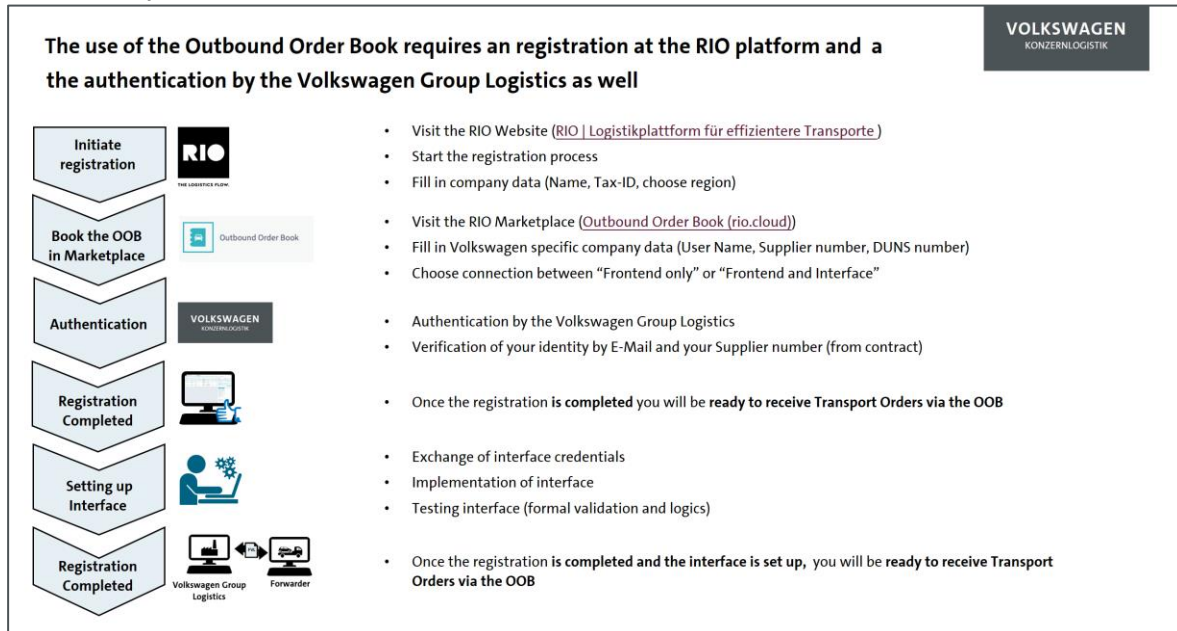 The use of the Outbound Order Book requires an registration at the RIO platform and  a
the authentication by the Volkswagen Group Logistics as well
VOLKSWAGEN
KONZERNLOGISTIK
Initiate
registration
RIO
THE LOGISTICS FLOW.
• Visit the RIO Website (RIO | Logistikplattform für effizientere Transporte )
• Start the registration process
• Fill in company data (Name, Tax-ID, choose region)
Book the OOB
in Marketplace
Outbound Order Book
• Visit the RIO Marketplace (Outbound Order Book (rio.cloud))
• Fill in Volkswagen specific company data (User Name, Supplier number, DUNS number)
• Choose connection between “Frontend only” or “Frontend and Interface”
Authentication
VOLKSWAGEN
KONZERNLOGISTIK
• Authentication by the Volkswagen Group Logistics
• Verification of your identity by E-Mail and your Supplier number (from contract)
Registration
Completed
• Once the registration is completed you will be ready to receive Transport Orders via the OOB
Setting up
Interface
• Exchange of interface credentials
• Implementation of interface
• Testing interface (formal validation and logics)
Registration
Completed
Volkswagen Group
Logistics
Forwarder
• Once the registration is completed and the interface is set up,  you will be ready to receive Transport
Orders via the OOB